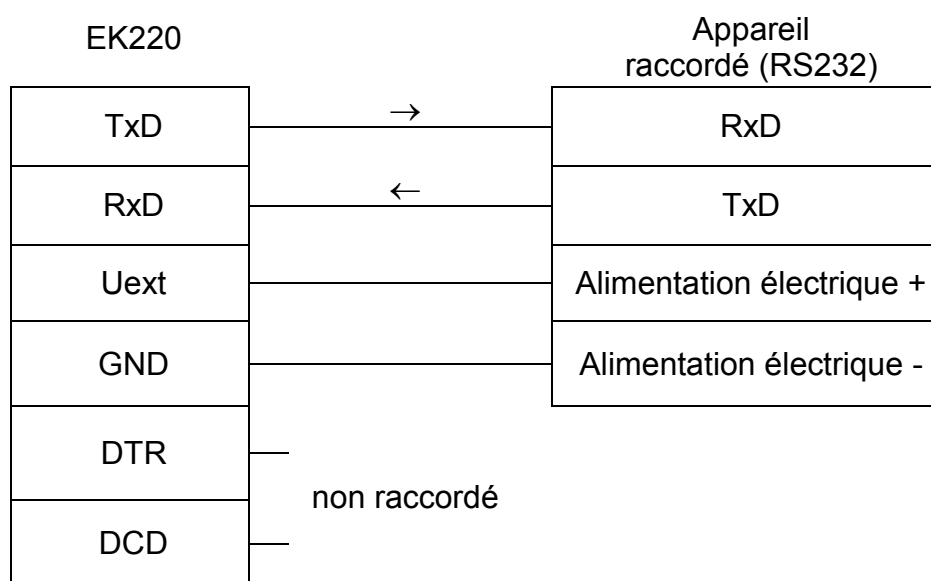 EK220
Appareil
raccordé (RS232)
TxD
→
RxD
RxD
←
TxD
Uext
Alimentation électrique +
GND
Alimentation électrique -
DTR
non raccordé
DCD